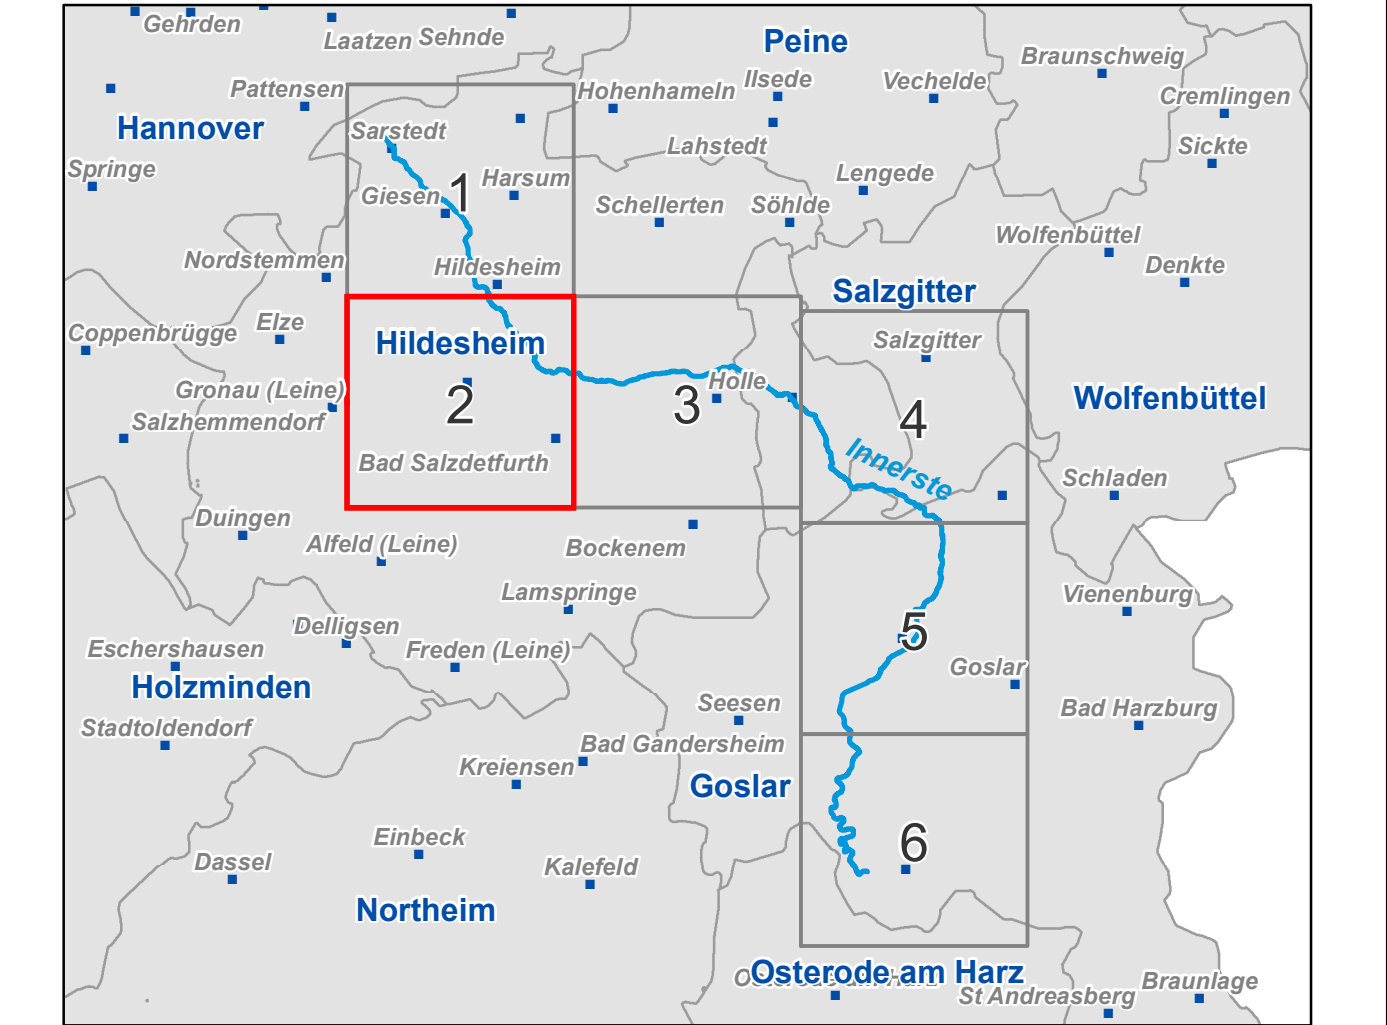 Gehrden
Laatzen
Sehnde
Peine
Braunschweig
Pattensen
Hohenhameln
Ilsede
Vechelde
Cremlingen
Hannover
Sarstedt
Lahstedt
Sickte
Springe
Giesen
1
Harsum
Lengede
Schellerten
Söhlde
Wolfenbüttel
Nordstemmen
Hildesheim
Denkte
Salzgitter
Coppenbrügge
Elze
Hildesheim
Salzgitter
Gronau (Leine)
2
Holle
3
4
Wolfenbüttel
Salzhemmendorf
Bad Salzdetfurth
Innerste
Schladen
Duingen
Alfeld (Leine)
Bockenem
Lamspringe
Vienenburg
Delligsen
5
Eschershausen
Freden (Leine)
Goslar
Holzminden
Seesen
Bad Harzburg
Stadtoldendorf
Bad Gandersheim
Kreiensen
Goslar
Einbeck
6
Dassel
Kalefeld
Northeim
Osterode am Harz
Osterode am Harz
St Andreasberg
Braunlage